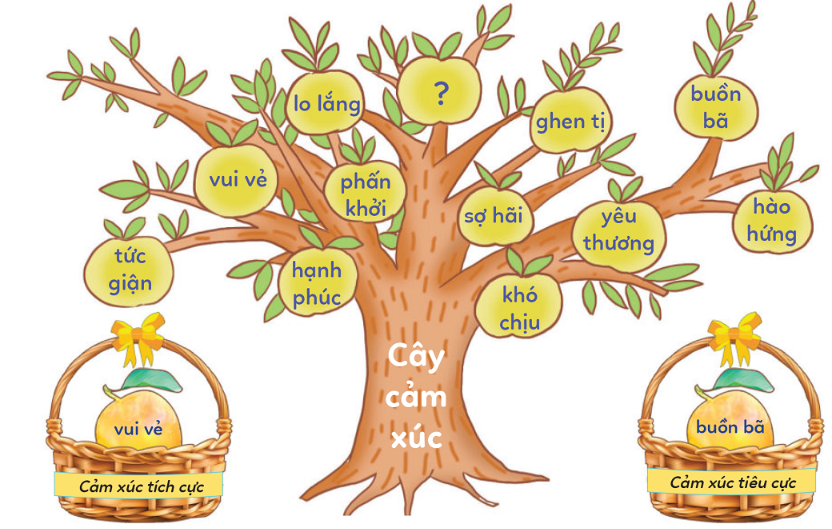 ?
lo lắng
buồn
bã
ghen tị
vui vẻ
phấn
khởi
sợ hãi
yêu
thương
hào
hứng
tức
giận
hạnh
phúc
khó
chịu
Cây
cảm
xúc
vui vẻ
Cảm xúc tích cực
buồn bã
Cảm xúc tiêu cực